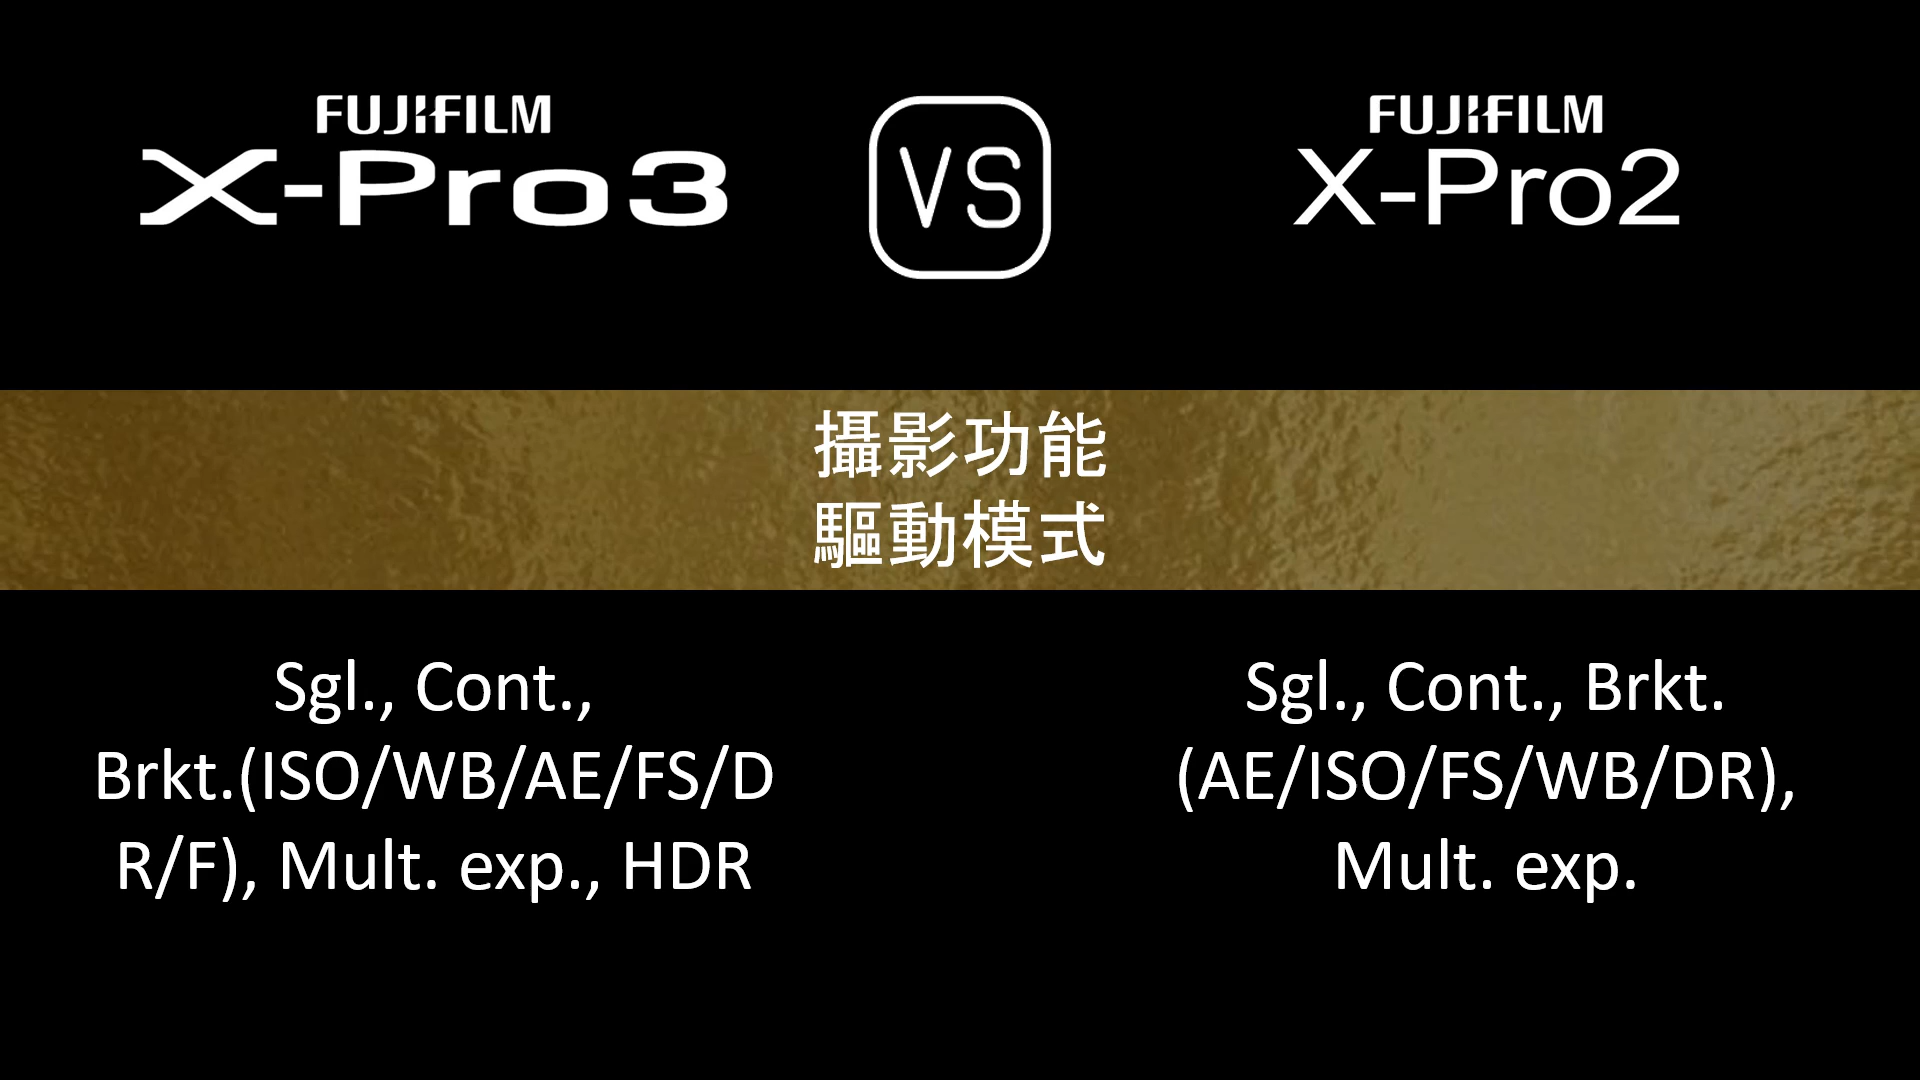 FUJIFILM
X-Pro3
VS
FUJIFILM
X-Pro2
攝影功能
驅動模式
Sgl., Cont.,
Brkt.(ISO/WB/AE/FS/D
R/F), Mult. exp., HDR
Sgl., Cont., Brkt.
(AE/ISO/FS/WB/DR),
Mult. exp.